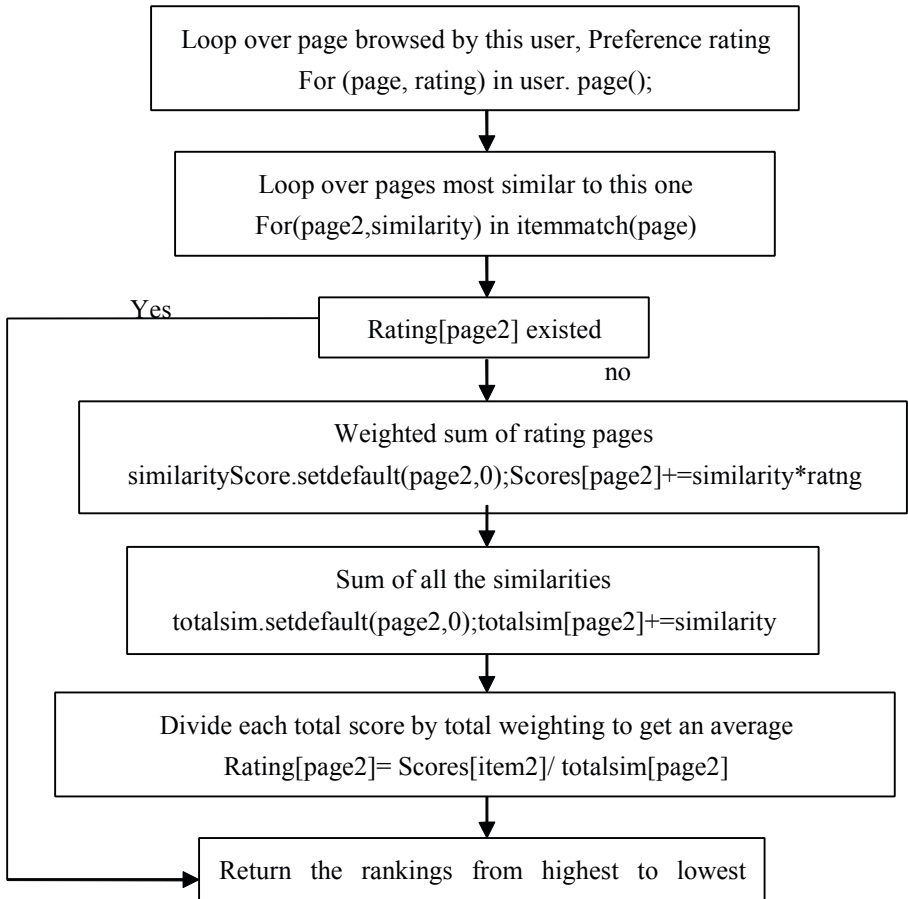 Loop over page browsed by this user, Preference rating
For (page, rating) in user. page();
Loop over pages most similar to this one
For(page2,similarity) in itemmatch(page)
Yes
Rating[page2] existed
no
Weighted sum of rating pages
similarityScore.setdefault(page2,0);Scores[page2]+=similarity*ratng
Sum of all the similarities
totalsim.setdefault(page2,0);totalsim[page2]+=similarity
Divide each total score by total weighting to get an average
Rating[page2]= Scores[item2]/ totalsim[page2]
Return the rankings from highest to lowest